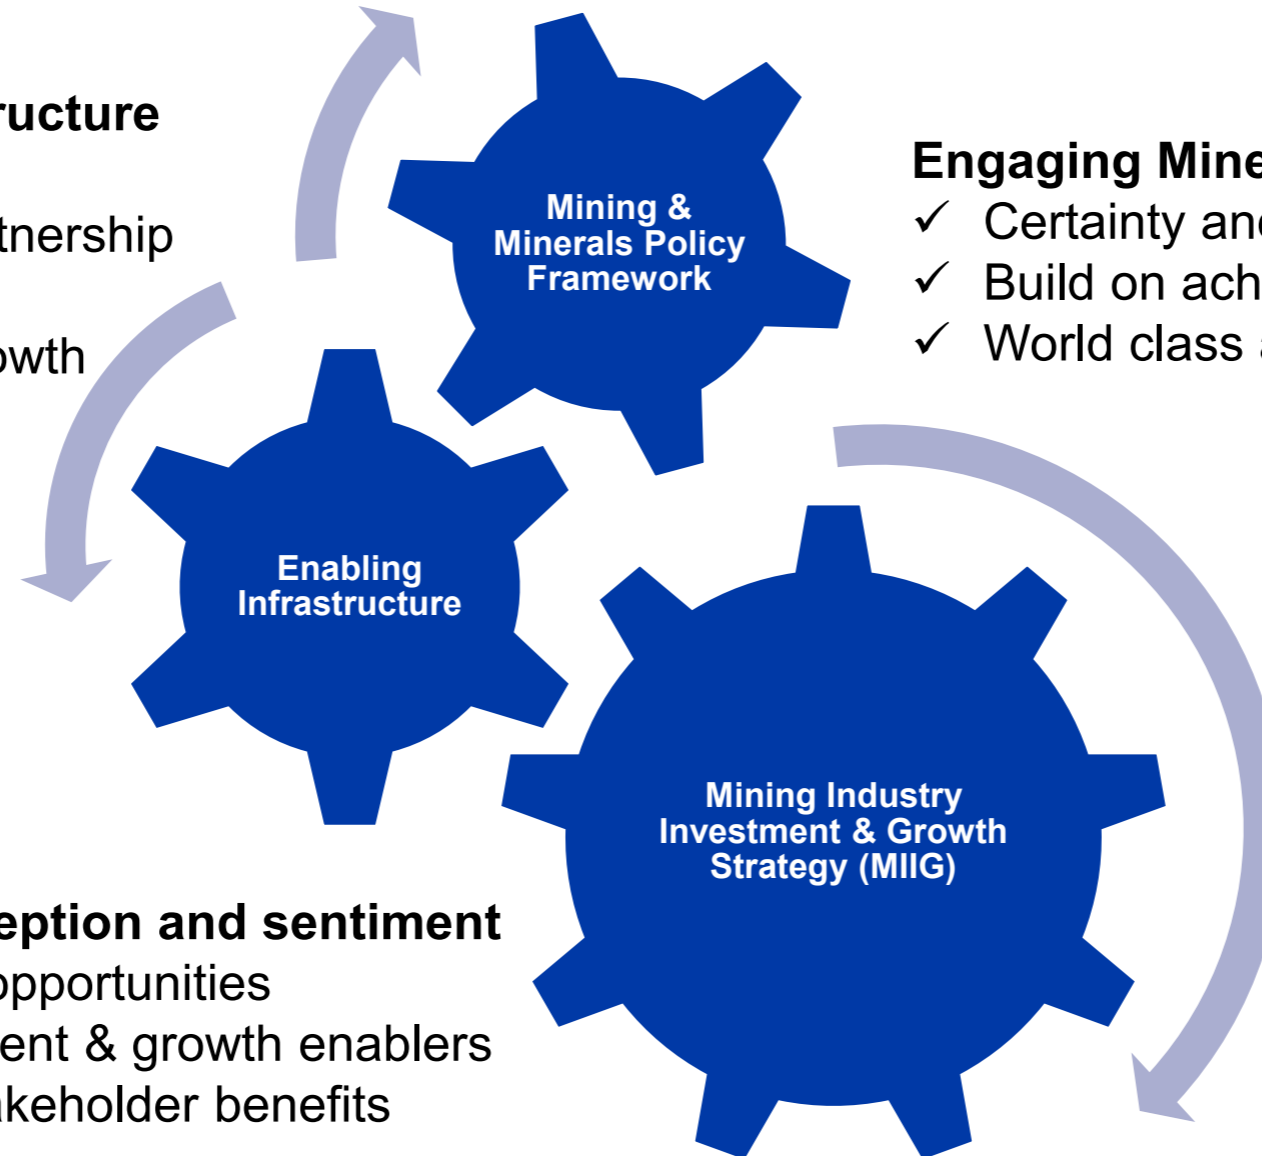 ructure
tnership
owth
Mining &
Minerals Policy
Framework
Engaging Mine
✓ Certainty and
✓ Build on ach
✓ World class a
Enabling
Infrastructure
Mining Industry
Investment & Growth
Strategy (MIIG)
eption and sentiment
opportunities
ent & growth enablers
akeholder benefits